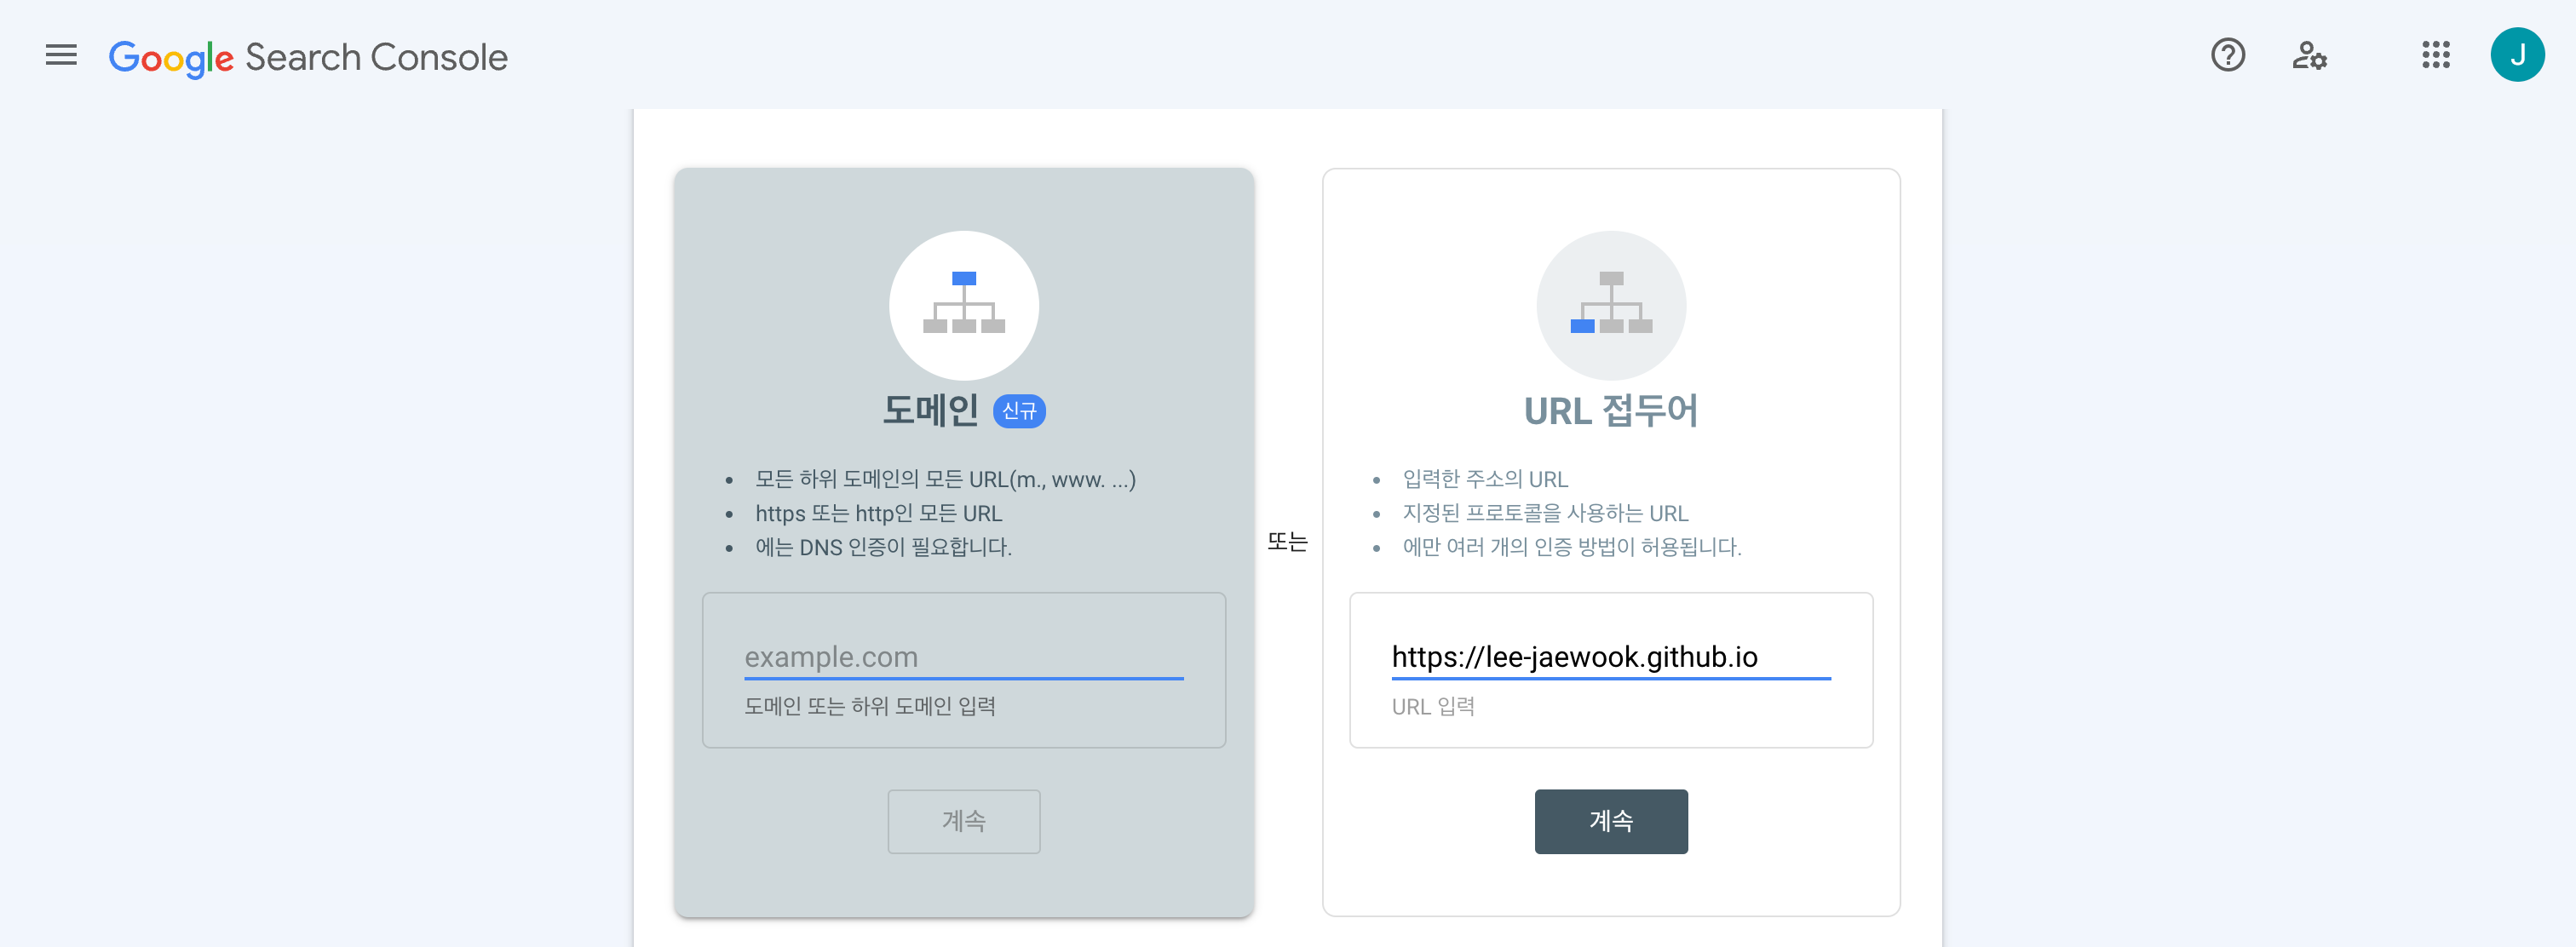 Google Search Console
J
도메인 신규
모든 하위 도메인의 모든 URL(m., www. ...)
https 또는 http인 모든 URL
에는 DNS 인증이 필요합니다.
example.com
도메인 또는 하위 도메인 입력
계속
또는
URL 접두어
입력한 주소의 URL
지정된 프로토콜을 사용하는 URL
에만 여러 개의 인증 방법이 허용됩니다.
https://lee-jaewook.github.io
URL 입력
계속